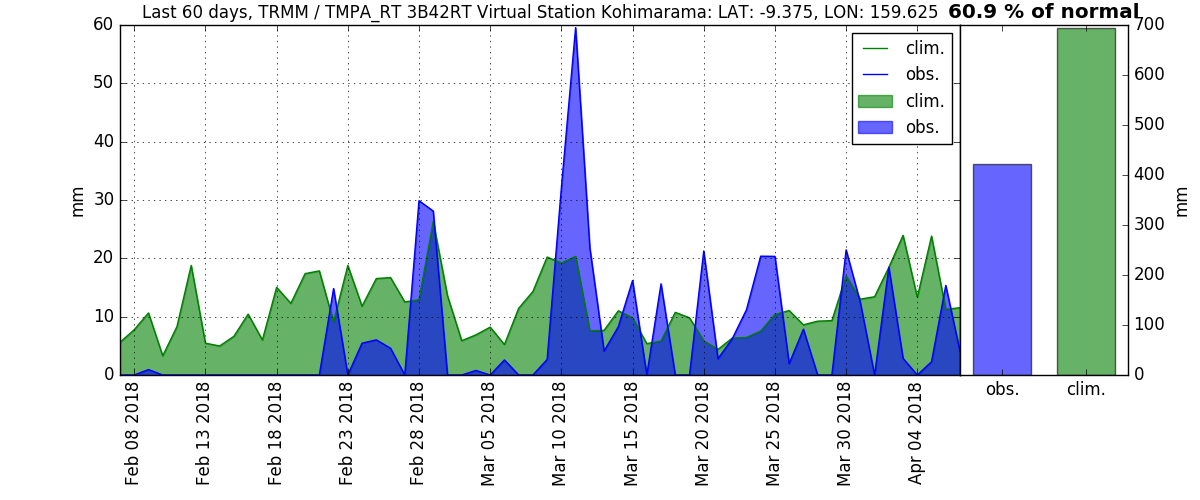 Last 60 days, TRMM / TMPA_RT 3B42RT Virtual Station Kohimarama: LAT: -9.375, LON: 159.625 60.9 % of normal
60
50
40
30
20
10
0
mm
clim.
obs.
clim.
obs.
700
600
500
400
300
200
100
0
mm
obs.
clim.
Feb 08 2018
Feb 13 2018
Feb 18 2018
Feb 23 2018
Feb 28 2018
Mar 05 2018
Mar 10 2018
Mar 15 2018
Mar 20 2018
Mar 25 2018
Mar 30 2018
Apr 04 2018